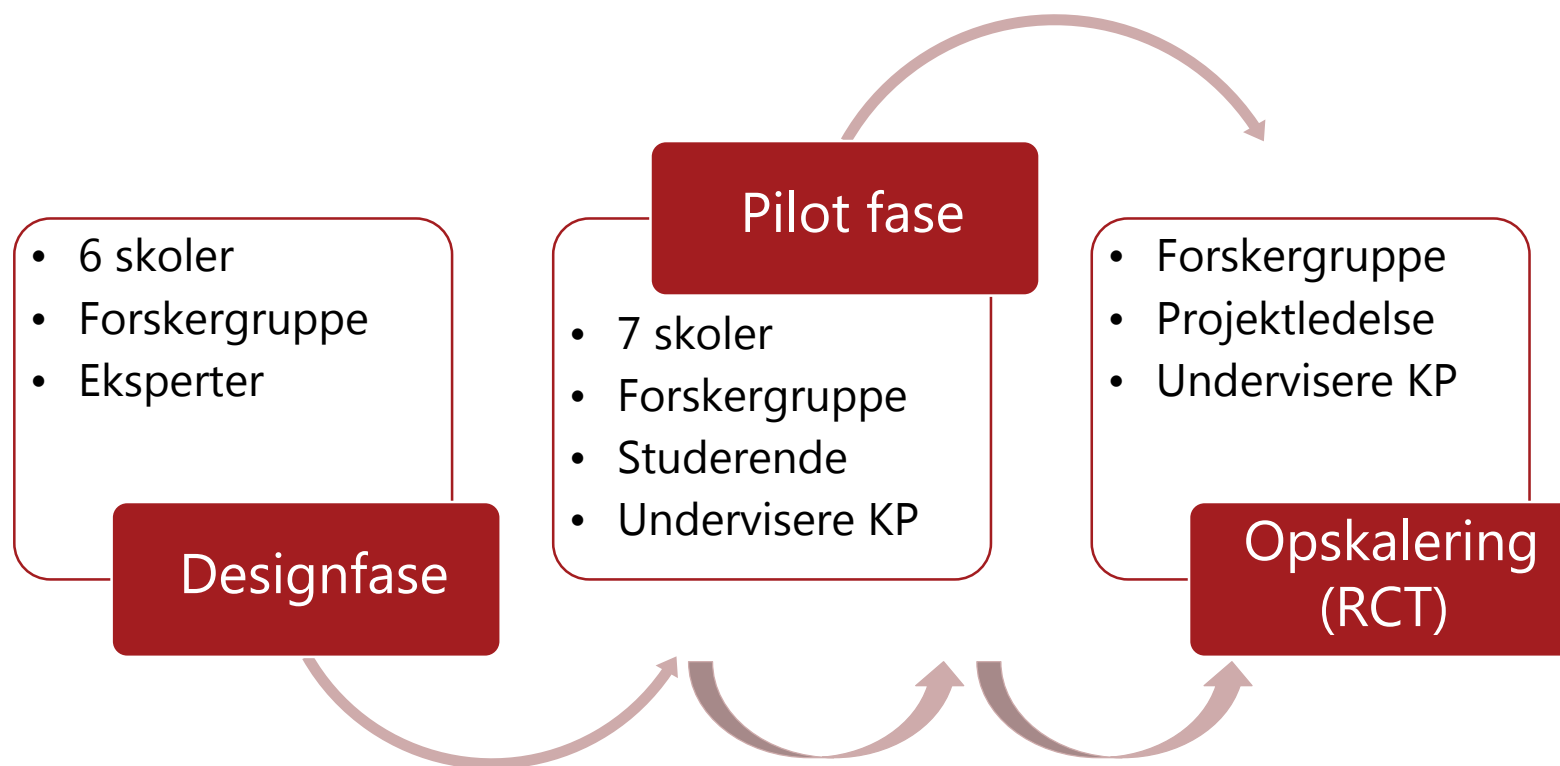 • 6 skoler
• Forskergruppe
• Eksperter
Designfase
Pilot fase
• 7 skoler
• Forskergruppe
• Studerende
• Undervisere KP
• Forskergruppe
• Projektledelse
• Undervisere KP
Opskalering
(RCT)